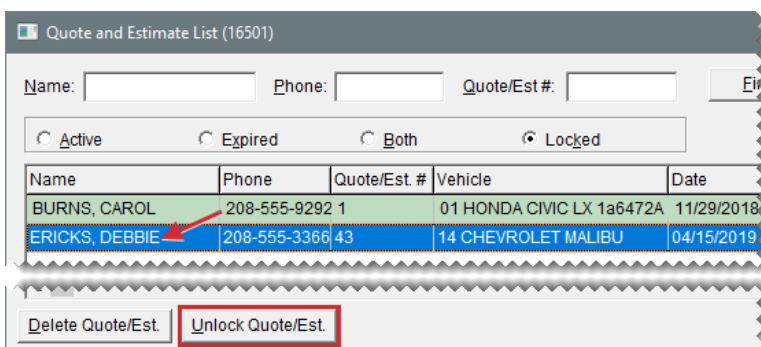 Quote and Estimate List (16501)
Name: Phone: Quote/Est #:
Active Expired Both Locked
Name Phone Quote/Est. # Vehicle Date
BURNS, CAROL 208-555-9292 1 01 HONDA CIVIC LX 1a6472A 11/29/2018
ERICKS, DEBBIE 208-555-3366 43 14 CHEVROLET MALIBU 04/15/2019
Delete Quote/Est. Unlock Quote/Est.